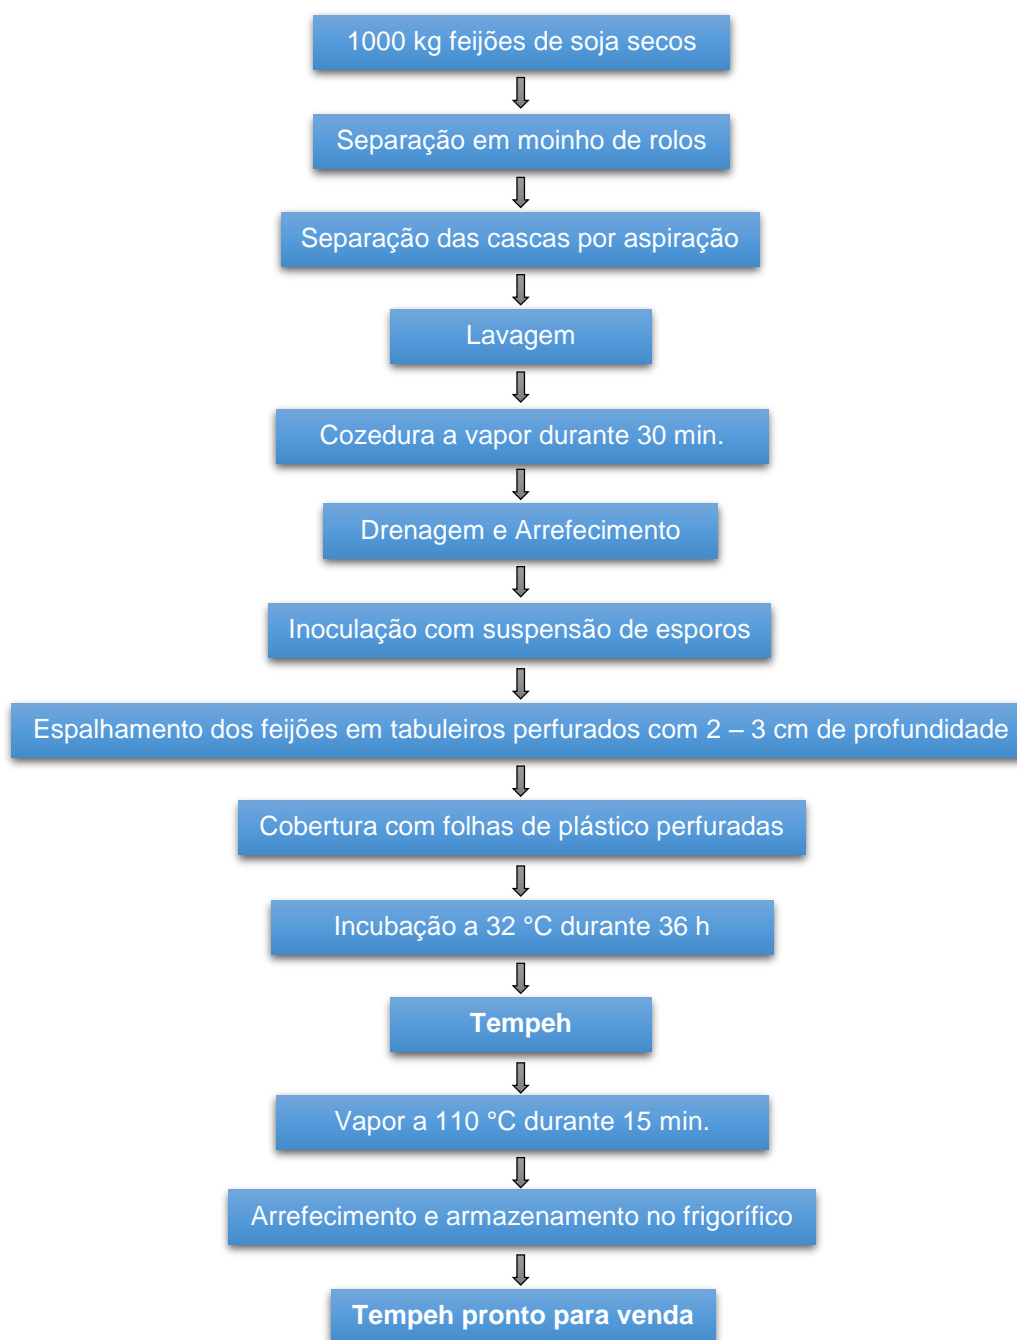 1000 kg feijões de soja secos
Separação em moinho de rolos
Separação das cascas por aspiração
Lavagem
Cozedura a vapor durante 30 min.
Drenagem e Arrefecimento
Inoculação com suspensão de esporos
Espalhamento dos feijões em tabuleiros perfurados com 2 – 3 cm de profundidade
Cobertura com folhas de plástico perfuradas
Incubação a 32 °C durante 36 h
Tempeh
Vapor a 110 °C durante 15 min.
Arrefecimento e armazenamento no frigorífico
Tempeh pronto para venda